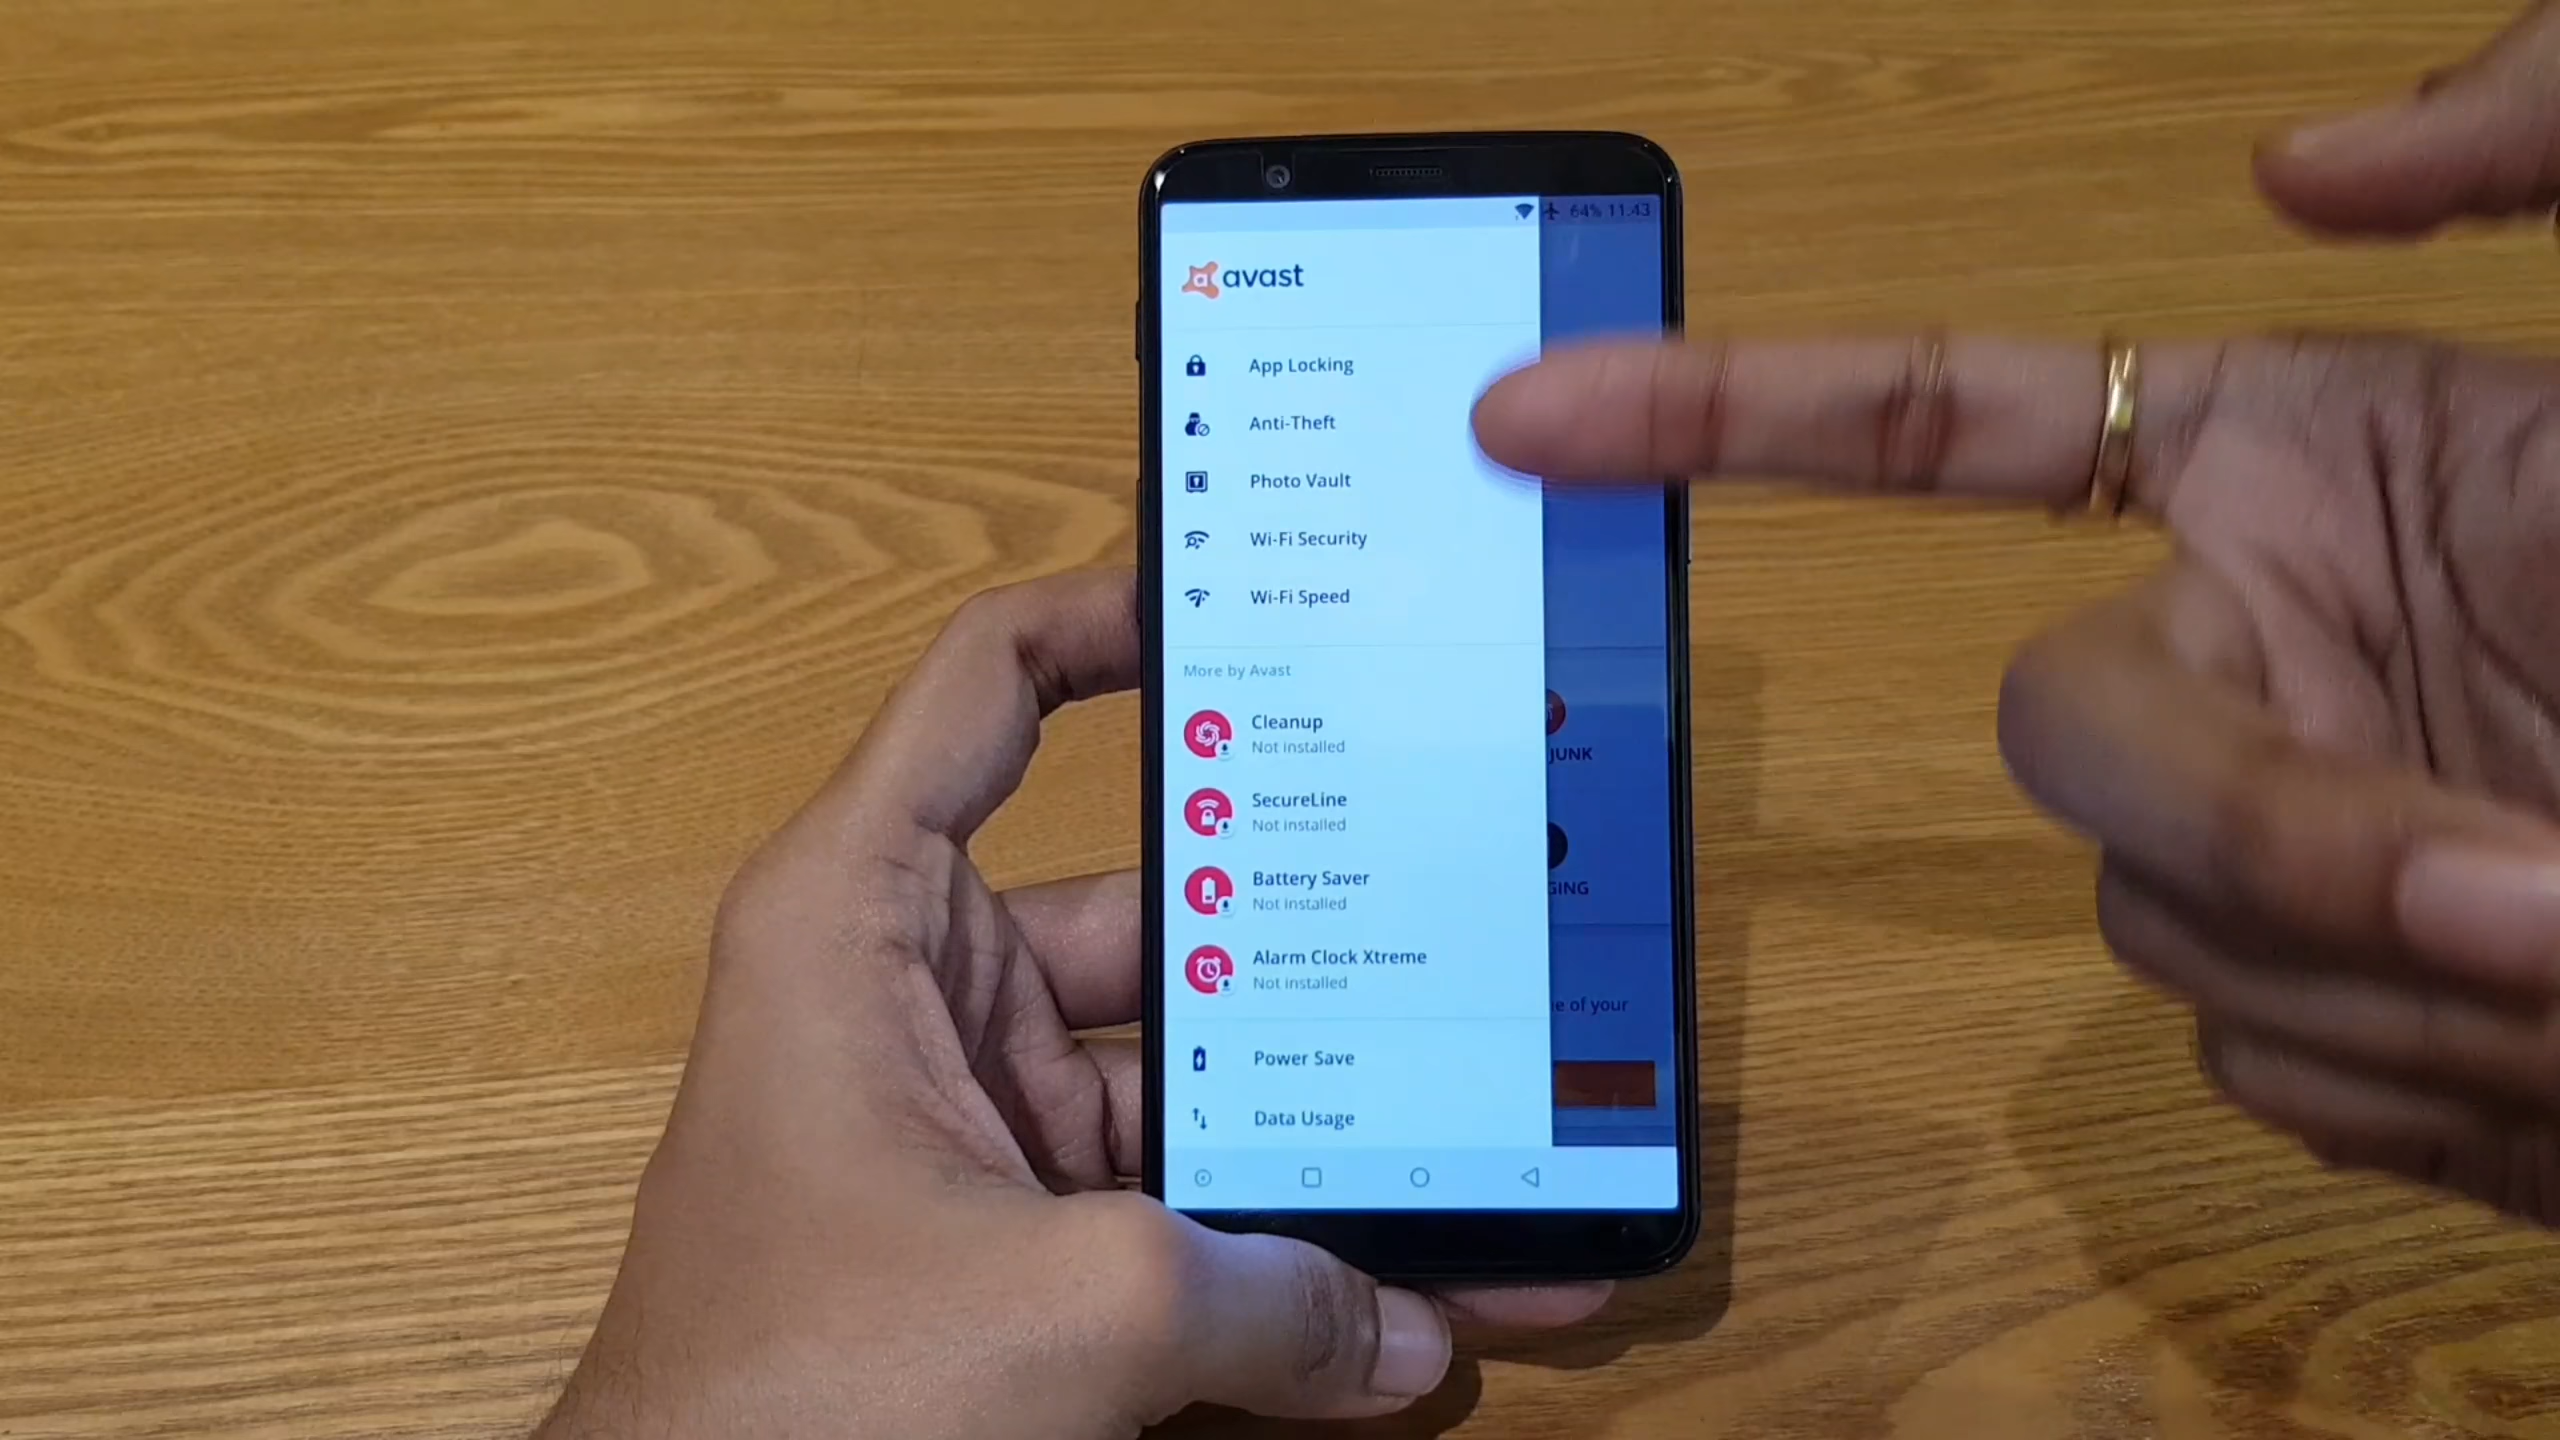 64% 11.43
avast
App Locking
Anti-Theft
Photo Vault
Wi-Fi Security
Wi-Fi Speed
More by Avast
Cleanup
Not installed
JUNK
SecureLine
Not installed
Battery Saver
Not installed
GING
Alarm Clock Xtreme
Not installed
e of your
Power Save
Data Usage